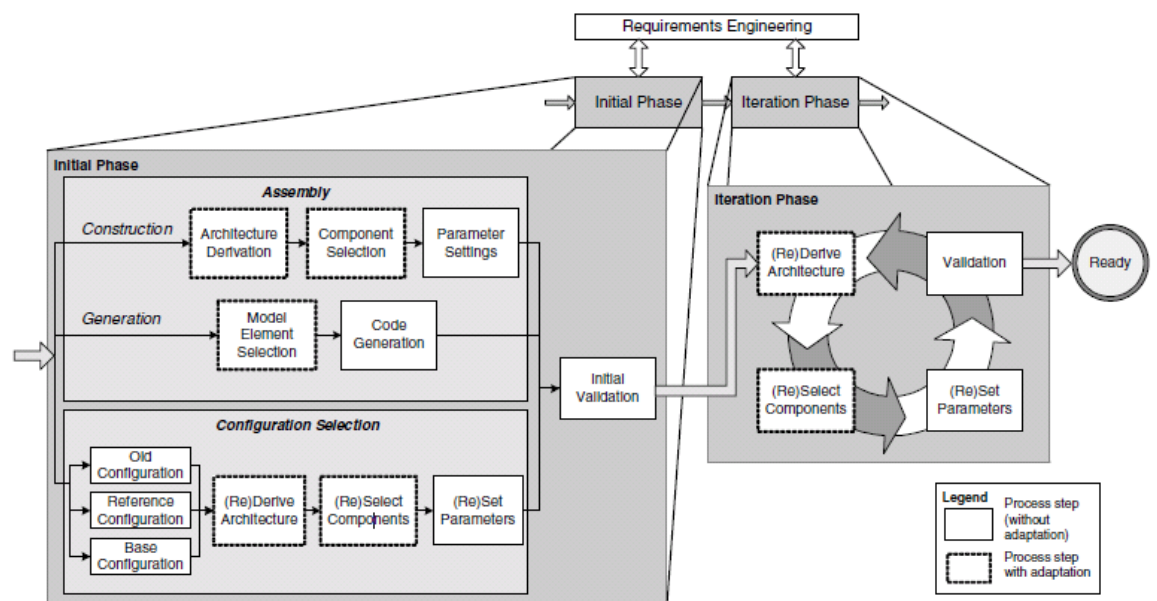 Requirements Engineering
Initial Phase
Iteration Phase
Initial Phase
Assembly
Construction
Architecture
Derivation
Component
Selection
Parameter
Settings
Generation
Model
Element
Selection
Code
Generation
Configuration Selection
Old
Configuration
Reference
Configuration
Base
Configuration
(Re)Derive
Architecture
(Re)Select
Components
(Re)Set
Parameters
Initial
Validation
Iteration Phase
(Re)Derive
Architecture
Validation
(Re)Select
Components
(Re)Set
Parameters
Ready
Legend
Process step
(without
adaptation)
Process step
with adaptation